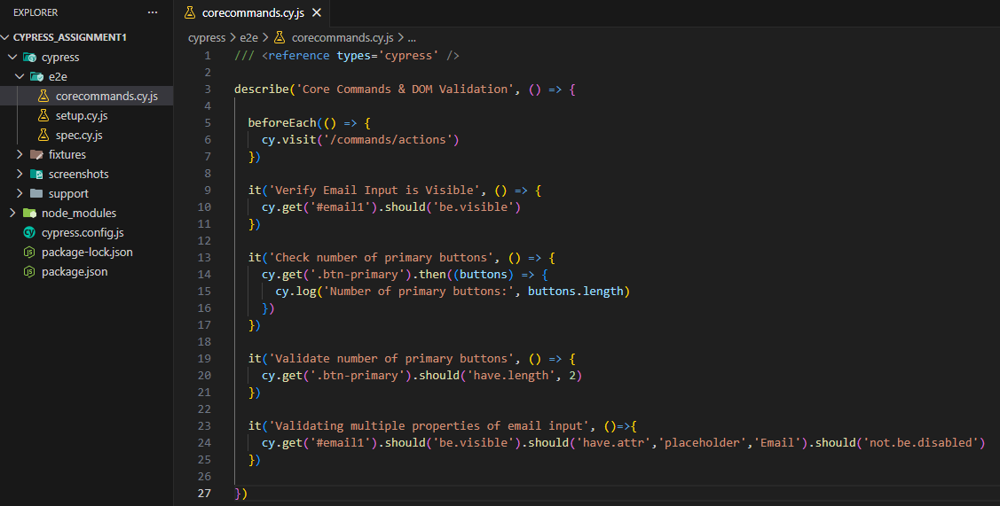 EXPLORER
CYPRESS_ASSIGNMENT1
cypress
e2e
corecommands.cy.js
setup.cy.js
spec.cy.js
fixtures
screenshots
support
node_modules
cypress.config.js
package-lock.json
package.json
corecommands.cy.js
cypress > e2e > corecommands.cy.js > ...
1 /// <reference types='cypress' />
2
3 describe('Core Commands & DOM Validation', () => {
4
5   beforeEach(() => {
6     cy.visit('/commands/actions')
7   })
8
9   it('Verify Email Input is Visible', () => {
10     cy.get('#email1').should('be.visible')
11   })
12
13   it('Check number of primary buttons', () => {
14     cy.get('.btn-primary').then((buttons) => {
15       cy.log('Number of primary buttons:', buttons.length)
16     })
17   })
18
19   it('Validate number of primary buttons', () => {
20     cy.get('.btn-primary').should('have.length', 2)
21   })
22
23   it('Validating multiple properties of email input', ()=>{
24     cy.get('#email1').should('be.visible').should('have.attr','placeholder','Email').should('not.be.disabled')
25   })
26
27 })